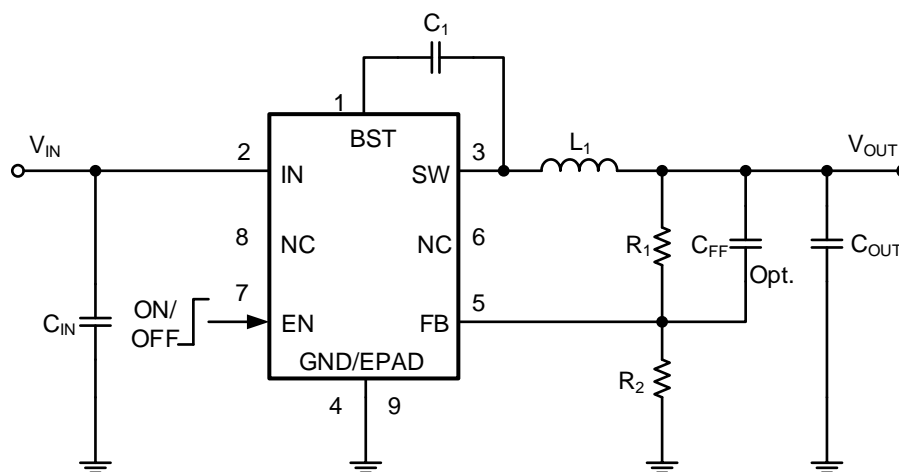 C1
1
BST
VIN
2
IN
SW
3
L1
VOUT
8
NC
NC
6
R1
CFF
Opt.
COUT
7
ON/
OFF
EN
FB
5
CIN
GND/EPAD
4
9
R2